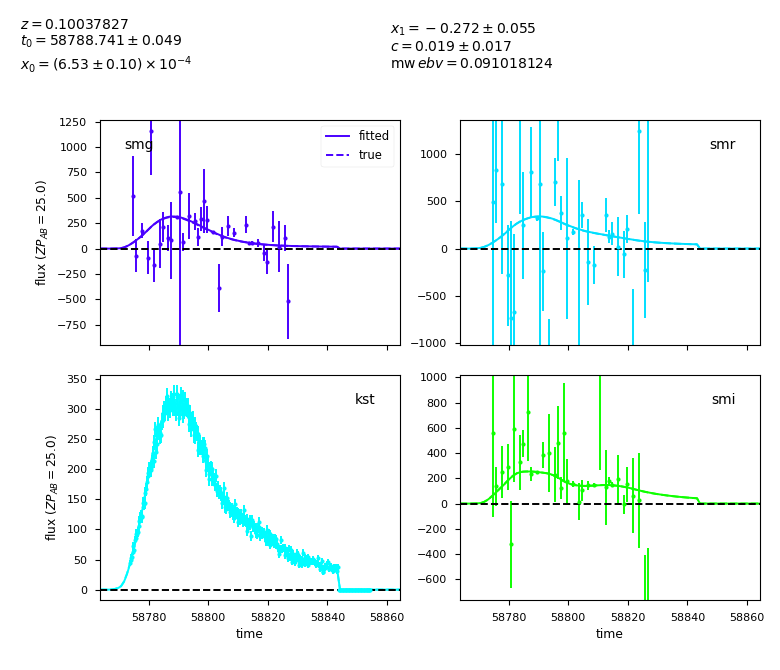 z = 0.10037827
t₀ = 58788.741 ± 0.049
x₀ = (6.53 ± 0.10) × 10⁻⁴
x₁ = −0.272 ± 0.055
c = 0.019 ± 0.017
mw ebv = 0.091018124
1250
1000
750
500
250
0
−250
−500
−750
flux (ZP_AB = 25.0)
smg
fitted
true
1000
500
0
−500
−1000
smr
350
300
250
200
150
100
50
0
flux (ZP_AB = 25.0)
kst
58780 58800 58820 58840 58860
time
1000
800
600
400
200
0
−200
−400
−600
smi
58780 58800 58820 58840 58860
time